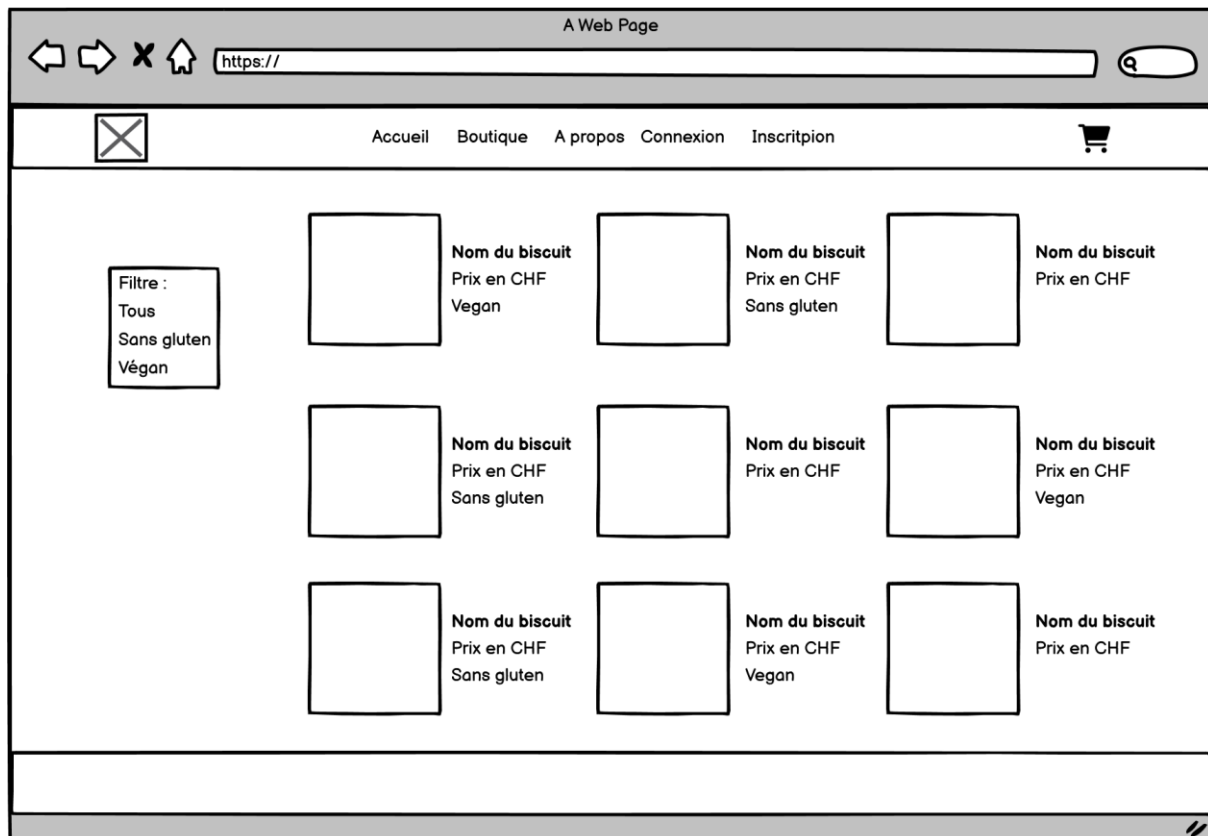 A Web Page
https://
Accueil Boutique A propos Connexion Inscritpion
Filtre :
Tous
Sans gluten
Végan
Nom du biscuit
Prix en CHF
Vegan
Nom du biscuit
Prix en CHF
Sans gluten
Nom du biscuit
Prix en CHF
Nom du biscuit
Prix en CHF
Sans gluten
Nom du biscuit
Prix en CHF
Nom du biscuit
Prix en CHF
Vegan
Nom du biscuit
Prix en CHF
Sans gluten
Nom du biscuit
Prix en CHF
Vegan
Nom du biscuit
Prix en CHF